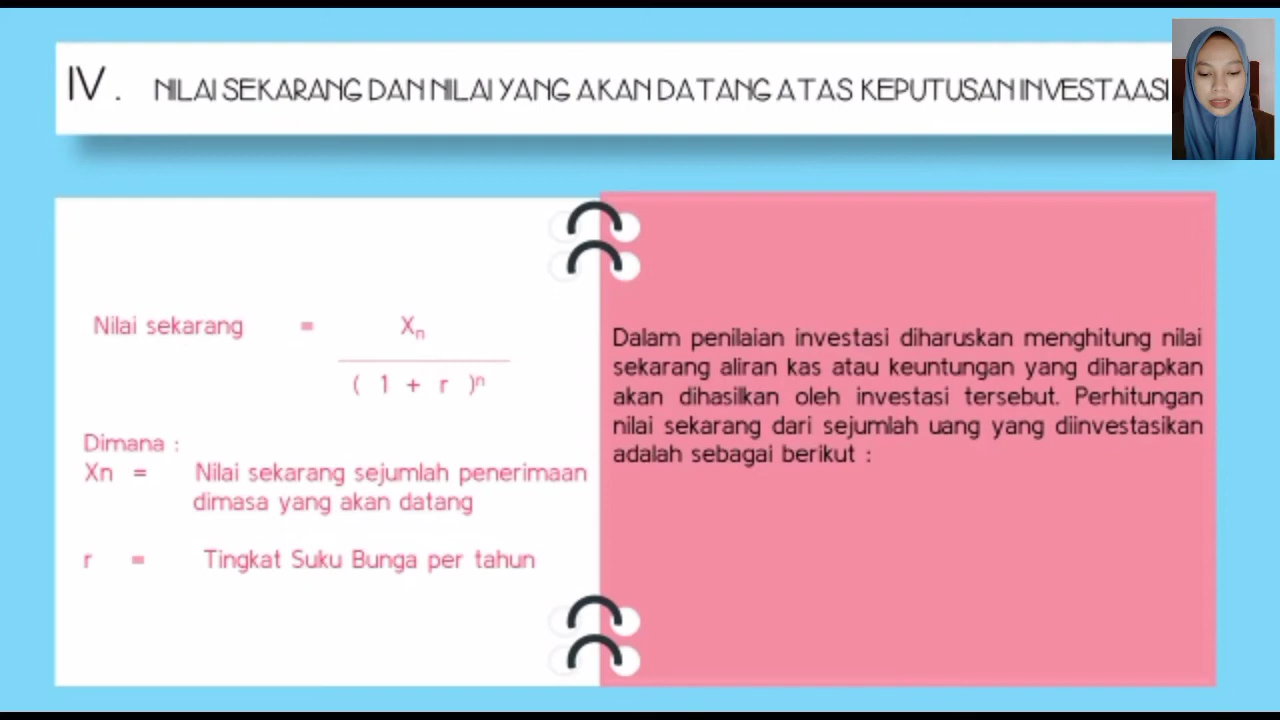 IV. NILAI SEKARANG DAN NILAI YANG AKAN DATANG ATAS KEPUTUSAN INVESTAASI
Nilai sekarang = Xn
( 1 + r )n
Dimana :
Xn = Nilai sekarang sejumlah penerimaan
dimasa yang akan datang
r = Tingkat Suku Bunga per tahun
Dalam penilaian investasi diharuskan menghitung nilai
sekarang aliran kas atau keuntungan yang diharapkan
akan dihasilkan oleh investasi tersebut. Perhitungan
nilai sekarang dari sejumlah uang yang diinvestasikan
adalah sebagai berikut :